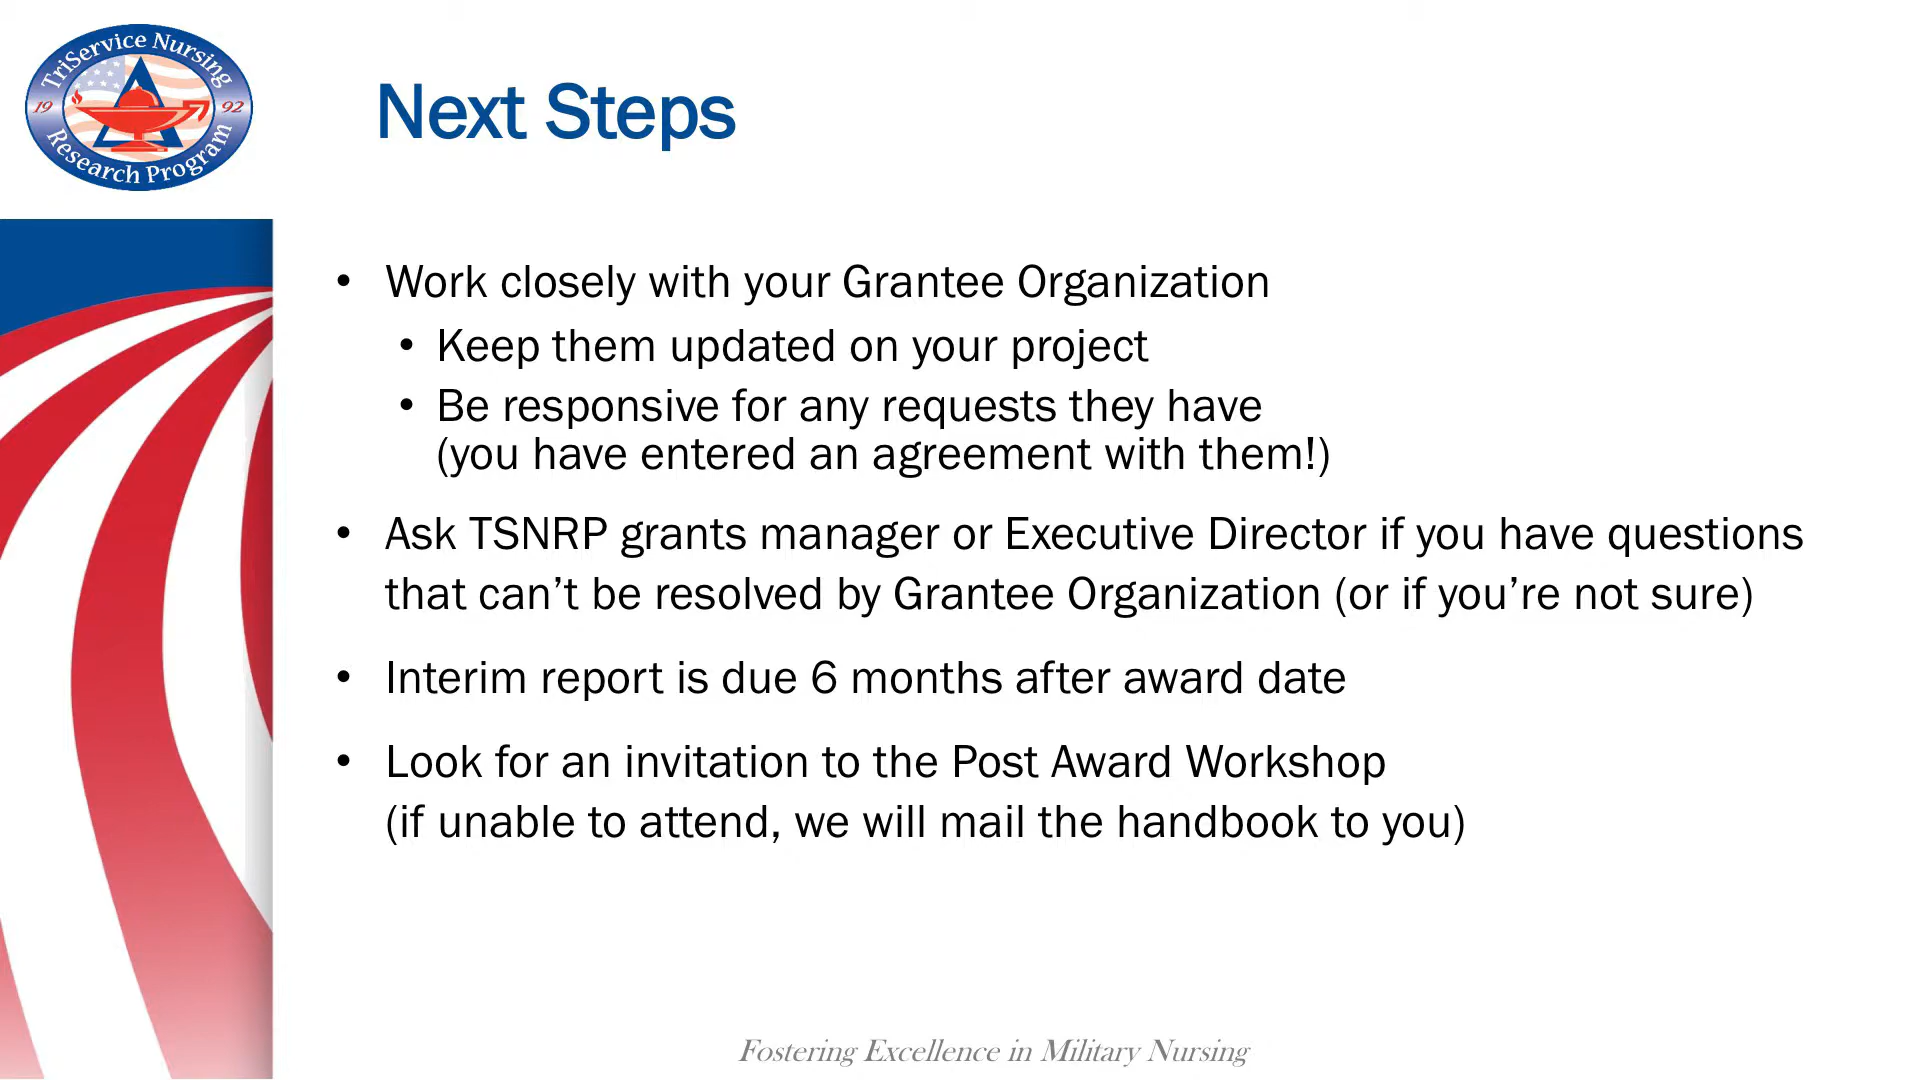 TriService Nursing
19 92
Research Program
Next Steps
• Work closely with your Grantee Organization
• Keep them updated on your project
• Be responsive for any requests they have
(you have entered an agreement with them!)
• Ask TSNRP grants manager or Executive Director if you have questions
that can’t be resolved by Grantee Organization (or if you’re not sure)
• Interim report is due 6 months after award date
• Look for an invitation to the Post Award Workshop
(if unable to attend, we will mail the handbook to you)
Fostering Excellence in Military Nursing